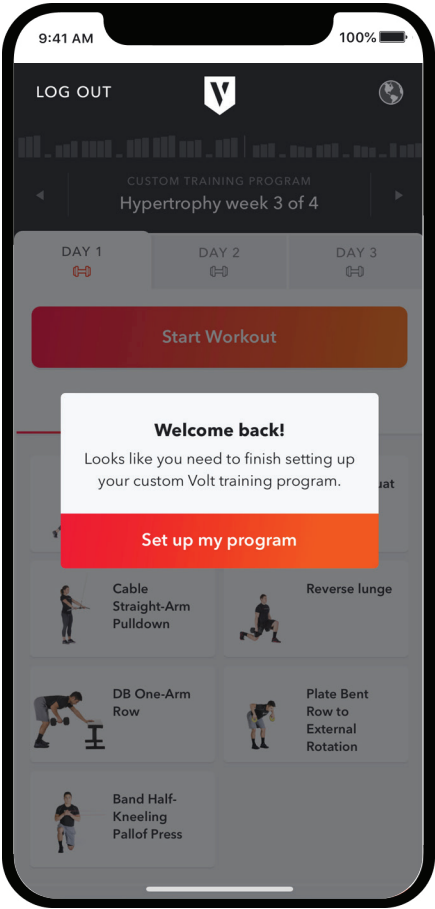 9:41 AM
100%
LOG OUT
V
CUSTOM TRAINING PROGRAM
Hypertrophy week 3 of 4
DAY 1
DAY 2
DAY 3
Start Workout
Welcome back!
Looks like you need to finish setting up
your custom Volt training program.
Set up my program
uat
Cable
Straight-Arm
Pulldown
Reverse lunge
DB One-Arm
Row
Plate Bent
Row to
External
Rotation
Band Half-
Kneeling
Pallof Press